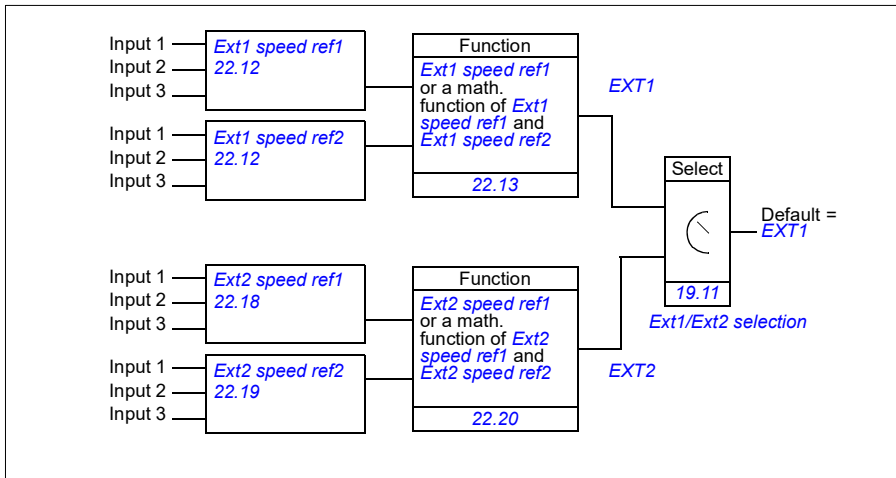 Input 1
Input 2
Input 3
Ext1 speed ref1
22.12
Input 1
Input 2
Input 3
Ext1 speed ref2
22.12
Function
Ext1 speed ref1
or a math.
function of Ext1
speed ref1 and
Ext1 speed ref2
22.13
EXT1
Select
19.11
Ext1/Ext2 selection
Default =
EXT1
Input 1
Input 2
Input 3
Ext2 speed ref1
22.18
Input 1
Input 2
Input 3
Ext2 speed ref2
22.19
Function
Ext2 speed ref1
or a math.
function of Ext2
speed ref1 and
Ext2 speed ref2
22.20
EXT2